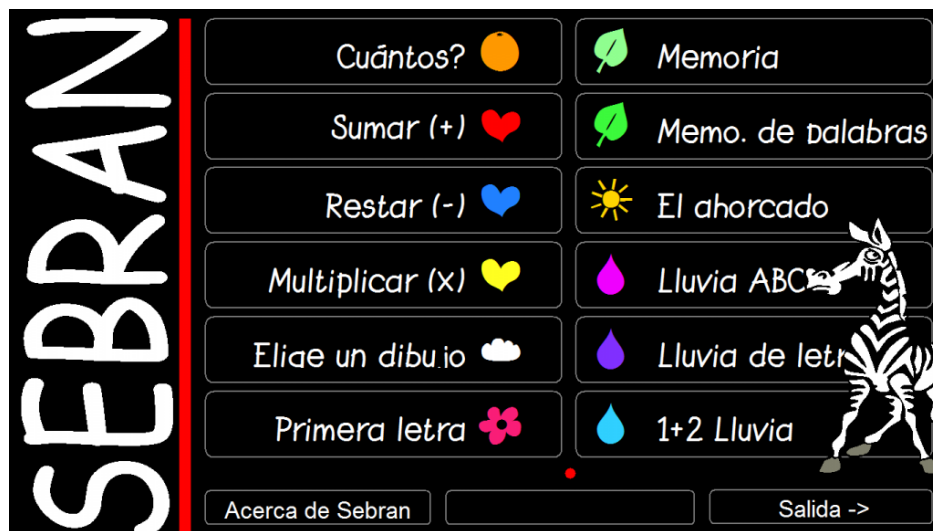 SEBRAN
Cuántos?
Sumar (+)
Restar (-)
Multiplicar (x)
Elige un dibujo
Primera letra
Memoria
Memo. de palabras
El ahorcado
Lluvia ABC
Lluvia de letr
1+2 Lluvia
Acerca de Sebran
Salida ->